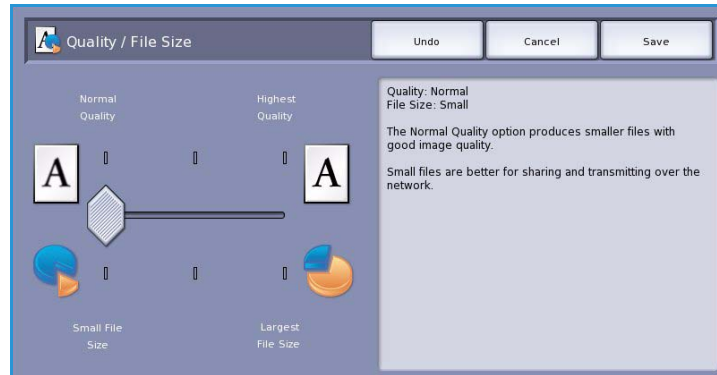 Quality / File Size
Undo
Cancel
Save
Normal
Quality
Highest
Quality
A
A
Small File
Size
Largest
File Size
Quality: Normal
File Size: Small
The Normal Quality option produces smaller files with
good image quality.
Small files are better for sharing and transmitting over the
network.